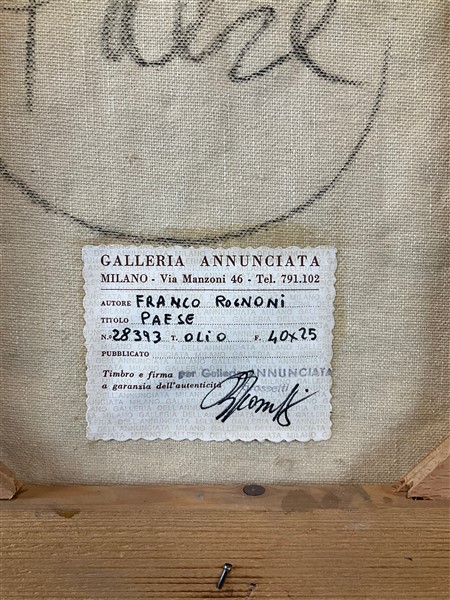 Paese
GALLERIA ANNUNCIATA
MILANO - Via Manzoni 46 - Tel. 791.102
AUTORE FRANCO ROGNONI
TITOLO PAESE
N.º 28393 T. OLIO F. 40x25
PUBBLICATO
Timbro e firma per Galleria ANNUNCIATA
a garanzia dell'autenticità Grossetti